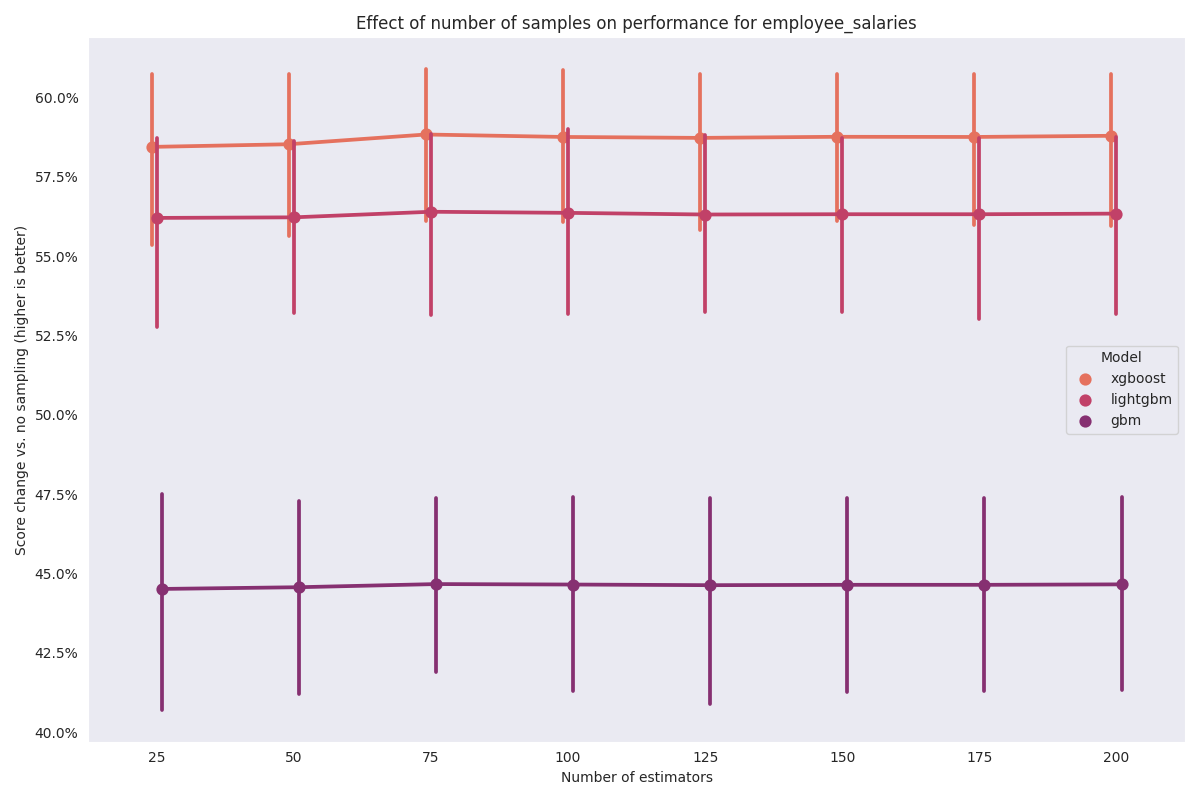 Effect of number of samples on performance for employee_salaries
Score change vs. no sampling (higher is better)
60.0%
57.5%
55.0%
52.5%
50.0%
47.5%
45.0%
42.5%
40.0%
Model
xgboost
lightgbm
gbm
25 50 75 100 125 150 175 200
Number of estimators